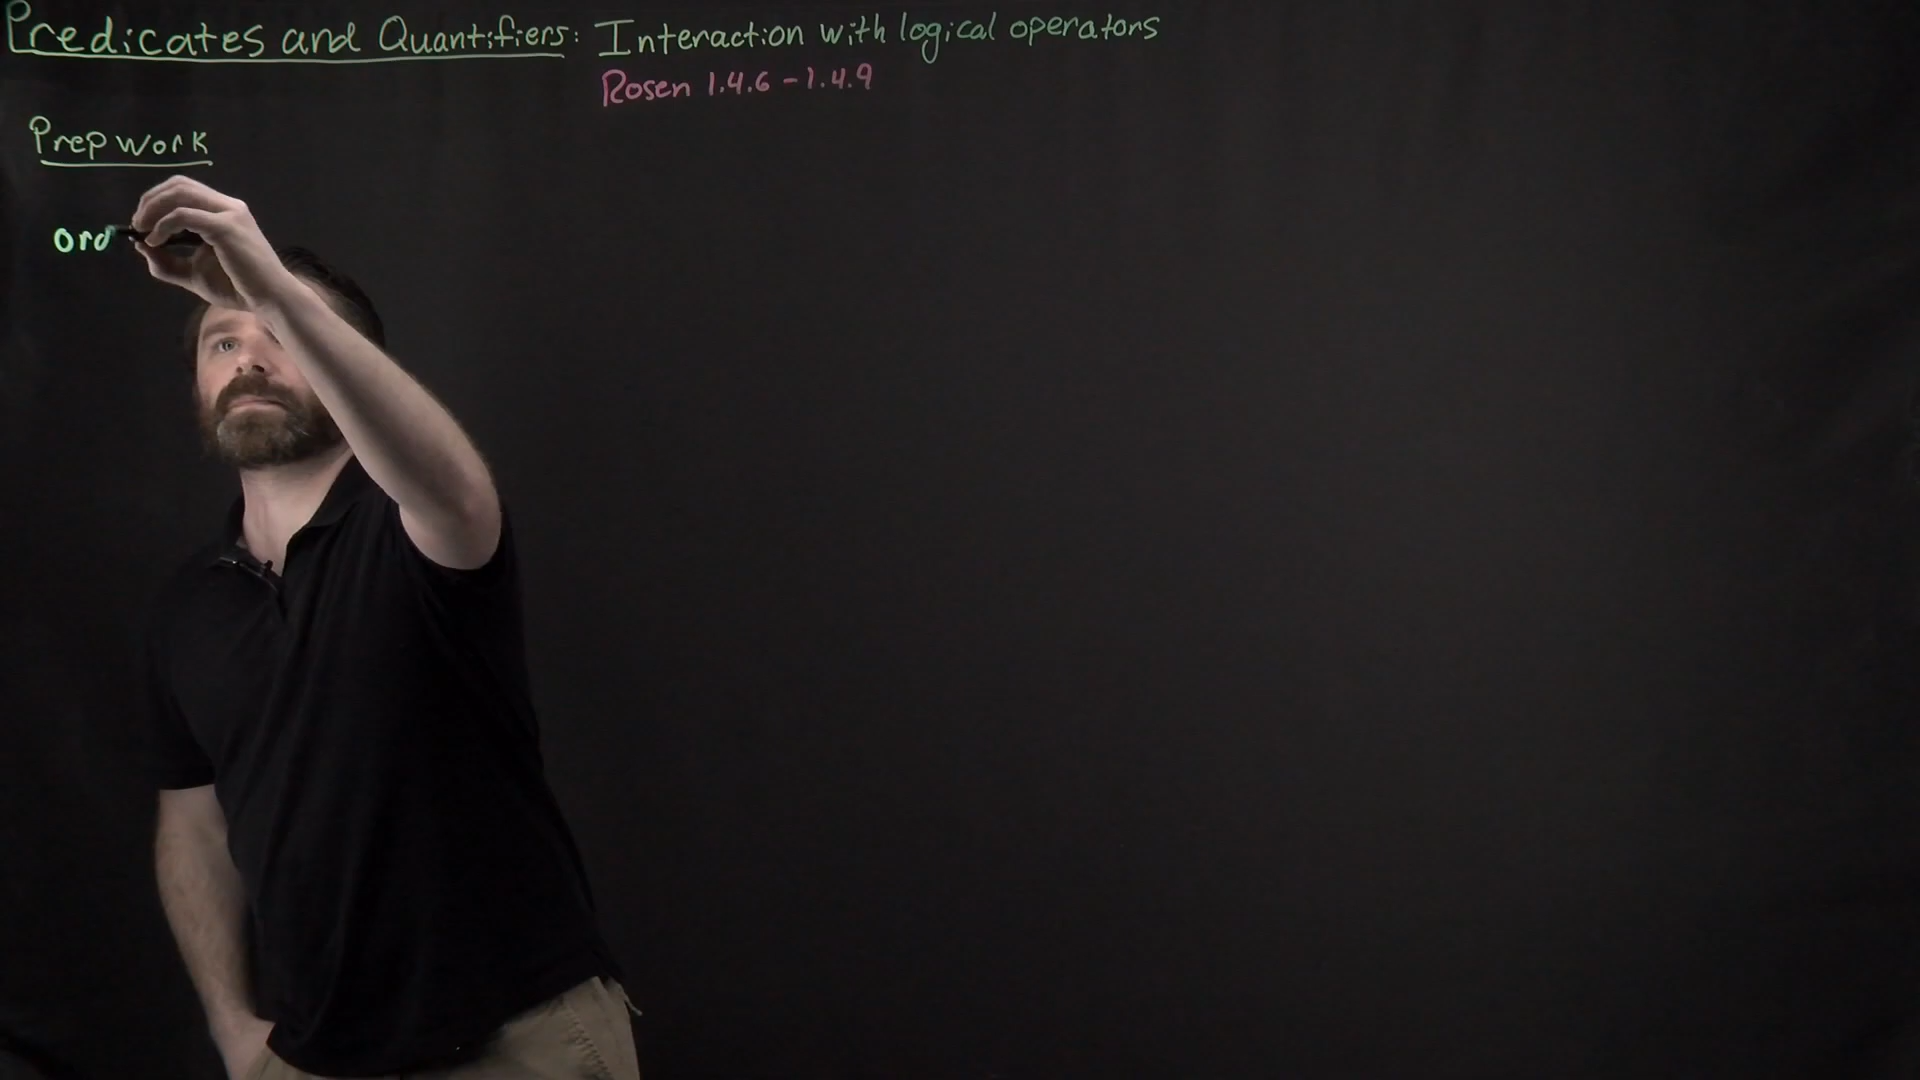 Predicates and Quantifiers: Interaction with logical operators
Rosen 1.4.6 - 1.4.9
Prep work
ord